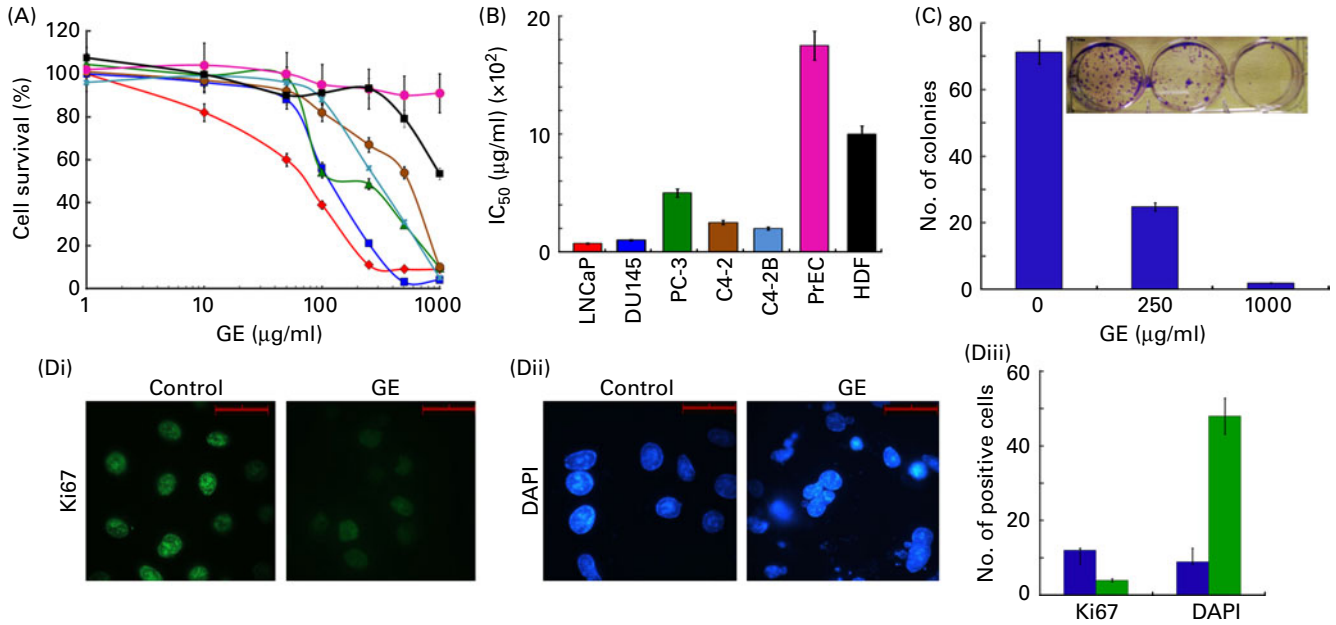 (A)
120
100
80
60
40
20
0
Cell survival (%)
1
10
100
1000
GE (µg/ml)
(B)
20
10
0
IC50 (µg/ml) (×10²)
LNCaP
DU145
PC-3
C4-2
C4-2B
PrEC
HDF
(C)
80
60
40
20
0
No. of colonies
0
250
1000
GE (µg/ml)
(Di)
Control
GE
Ki67
(Dii)
Control
GE
DAPI
(Diii)
60
40
20
0
No. of positive cells
Ki67
DAPI